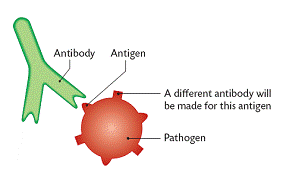 Antibody
Antigen
A different antibody will
be made for this antigen
Pathogen